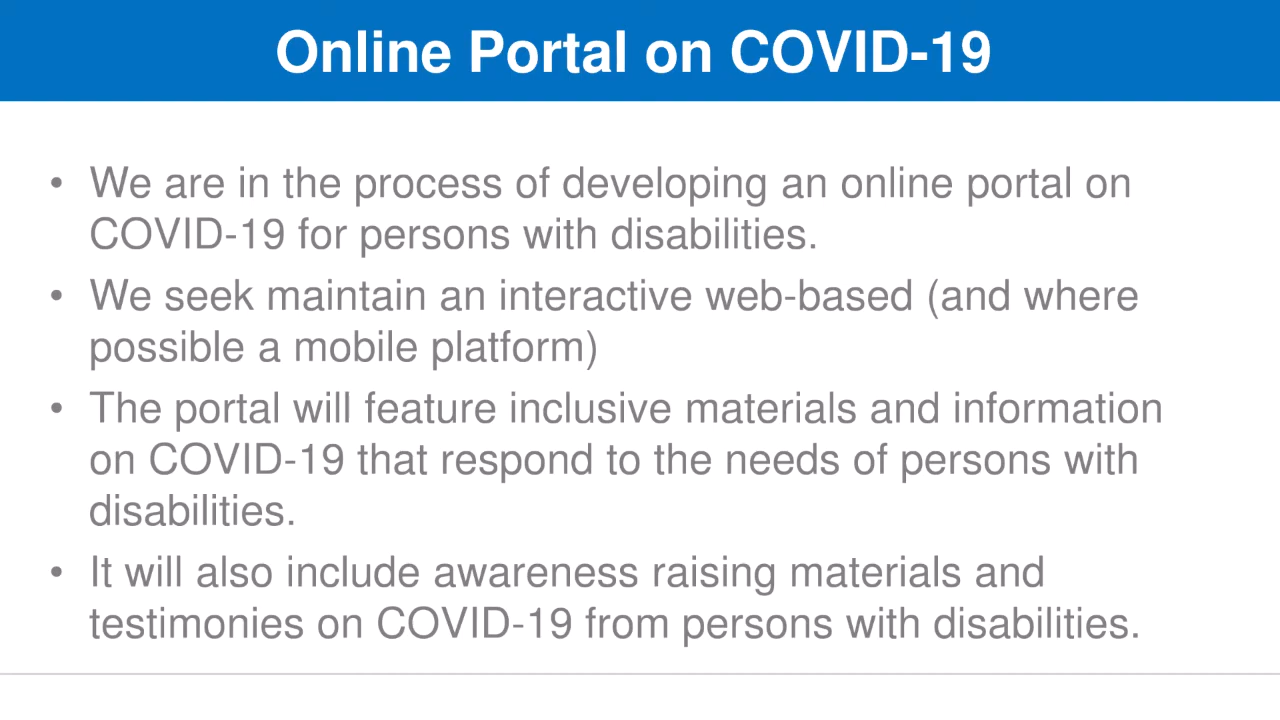 Online Portal on COVID-19
• We are in the process of developing an online portal on
COVID-19 for persons with disabilities.
• We seek maintain an interactive web-based (and where
possible a mobile platform)
• The portal will feature inclusive materials and information
on COVID-19 that respond to the needs of persons with
disabilities.
• It will also include awareness raising materials and
testimonies on COVID-19 from persons with disabilities.